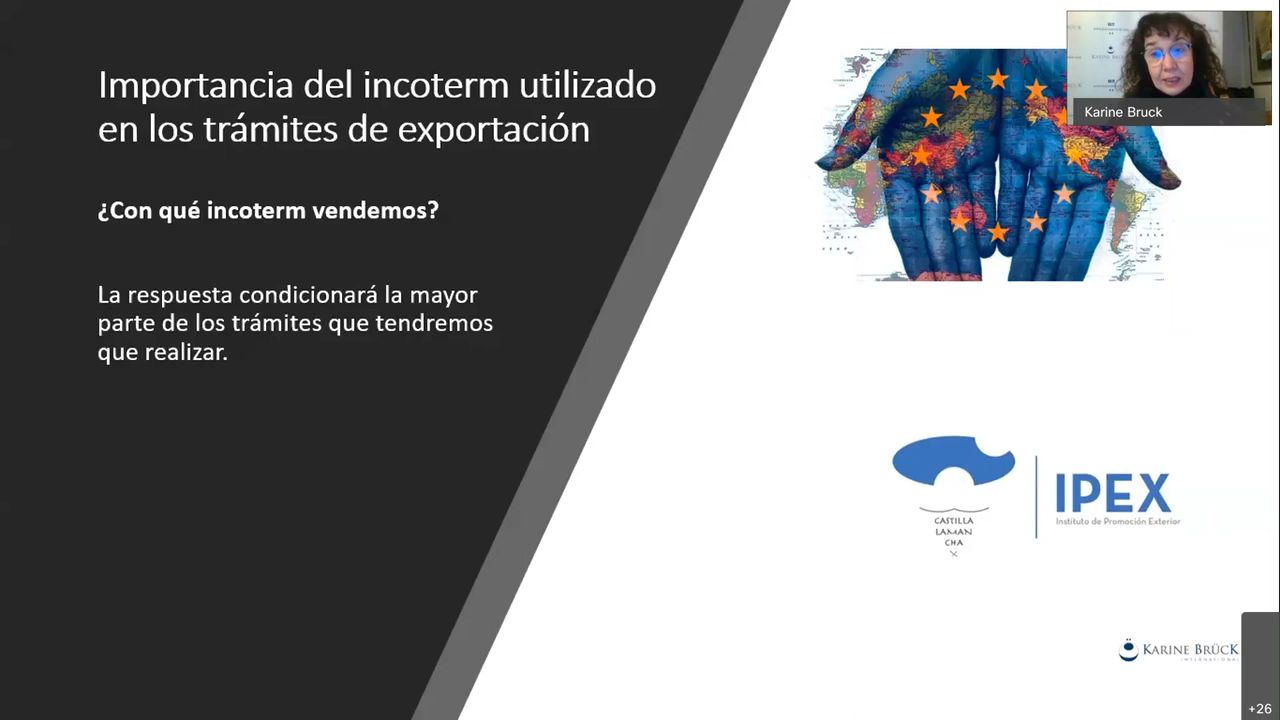 Importancia del incoterm utilizado
en los trámites de exportación
¿Con qué incoterm vendemos?
La respuesta condicionará la mayor
parte de los trámites que tendremos
que realizar.
Karine Bruck
CASTILLA
LAMAN
CHA
IPEX
Instituto de Promoción Exterior
KARINE BRÜCK
INTERNATIONAL
+26